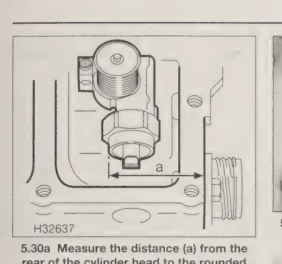 a
H32637
5.30a Measure the distance (a) from the
rear of the cylinder head to the rounded